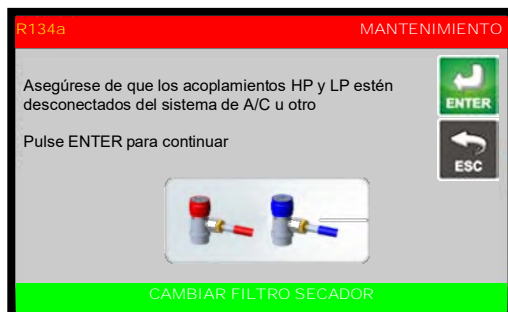 R134a MANTENIMIENTO
Asegúrese de que los acoplamientos HP y LP estén
desconectados del sistema de A/C u otro
Pulse ENTER para continuar
ENTER
ESC
CAMBIAR FILTRO SECADOR